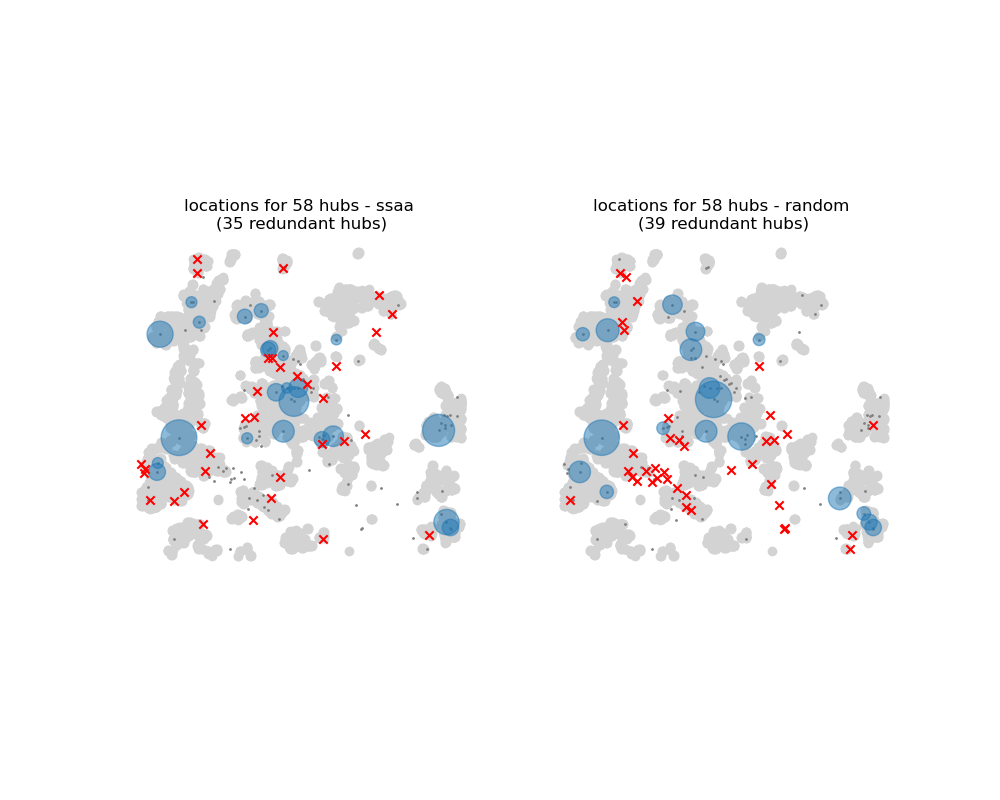 locations for 58 hubs - ssaa
(35 redundant hubs)
locations for 58 hubs - random
(39 redundant hubs)